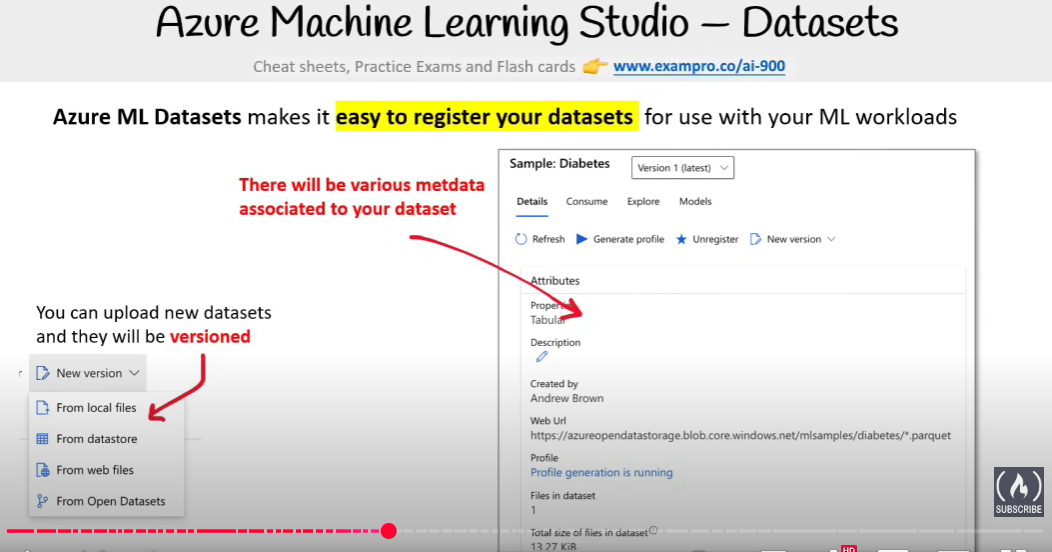 Azure Machine Learning Studio – Datasets
Cheat sheets, Practice Exams and Flash cards 👉 www.exampro.co/ai-900
Azure ML Datasets makes it easy to register your datasets for use with your ML workloads
There will be various metdata
associated to your dataset
You can upload new datasets
and they will be versioned
New version
From local files
From datastore
From web files
From Open Datasets
Sample: Diabetes
Version 1 (latest)
Details Consume Explore Models
Refresh Generate profile Unregister New version
Attributes
Tabular
Description
Created by
Andrew Brown
Web Url
https://azureopendatastorage.blob.core.windows.net/mlsamples/diabetes/*.parquet
Profile
Profile generation is running
Files in dataset
1
Total size of files in dataset
13.27 KiB
SUBSCRIBE
HD